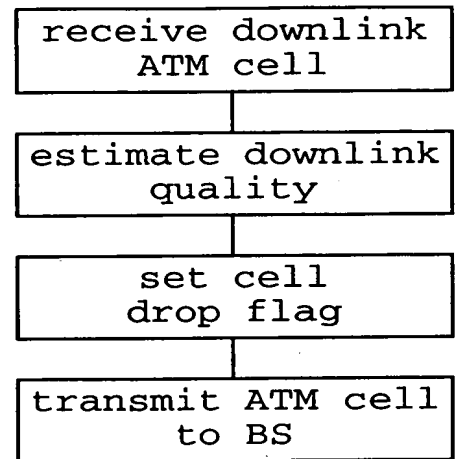 receive downlink
ATM cell
estimate downlink
quality
set cell
drop flag
transmit ATM cell
to BS